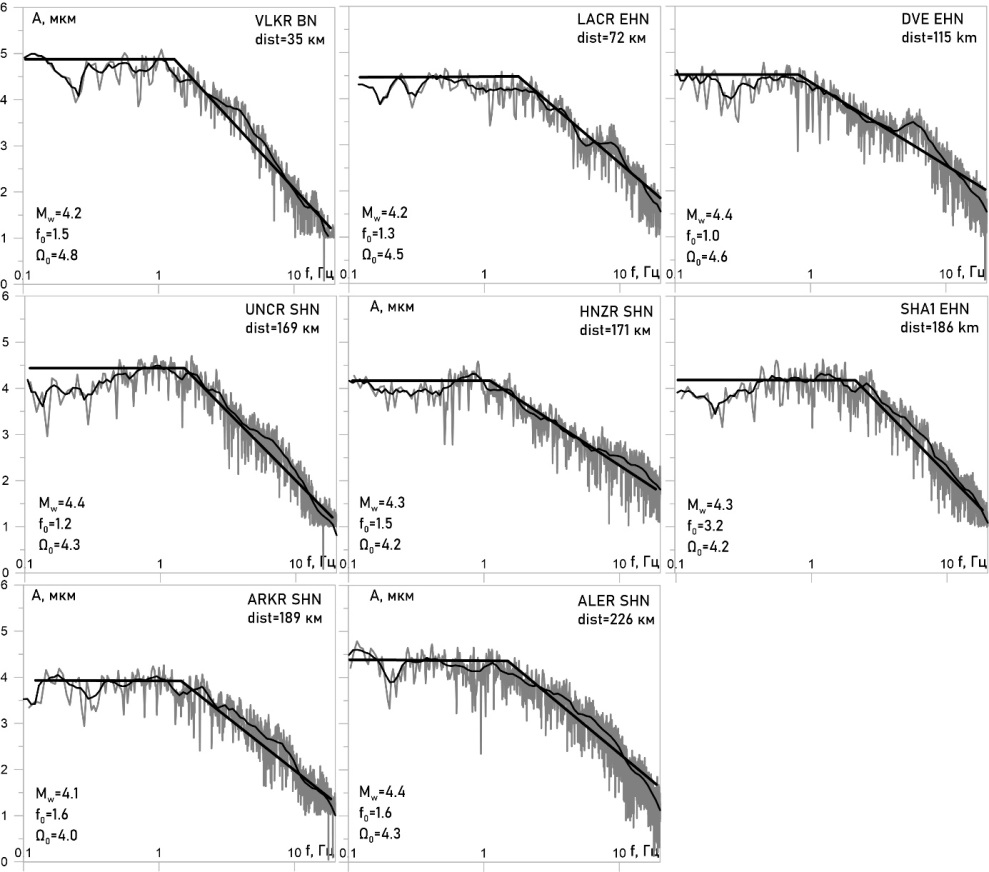 6
5
4
3
2
1
0
A, мкм
VLKR BN
dist=35 км
Mw=4.2
f0=1.5
Ω0=4.8
0.1
1
10 f, Гц
LACR EHN
dist=72 км
Mw=4.2
f0=1.3
Ω0=4.5
0.1
1
10 f, Гц
DVE EHN
dist=115 km
Mw=4.4
f0=1.0
Ω0=4.6
0.1
1
10 f, Гц
6
5
4
3
2
1
0
UNCR SHN
dist=169 км
Mw=4.4
f0=1.2
Ω0=4.3
0.1
1
10 f, Гц
A, мкм
HNZR SHN
dist=171 км
Mw=4.3
f0=1.5
Ω0=4.2
0.1
1
10 f, Гц
SHA1 EHN
dist=186 km
Mw=4.3
f0=3.2
Ω0=4.2
0.1
1
10 f, Гц
6
5
4
3
2
1
0
A, мкм
ARKR SHN
dist=189 км
Mw=4.1
f0=1.6
Ω0=4.0
0.1
1
10 f, Гц
A, мкм
ALER SHN
dist=226 км
Mw=4.4
f0=1.6
Ω0=4.3
0.1
1
10 f, Гц